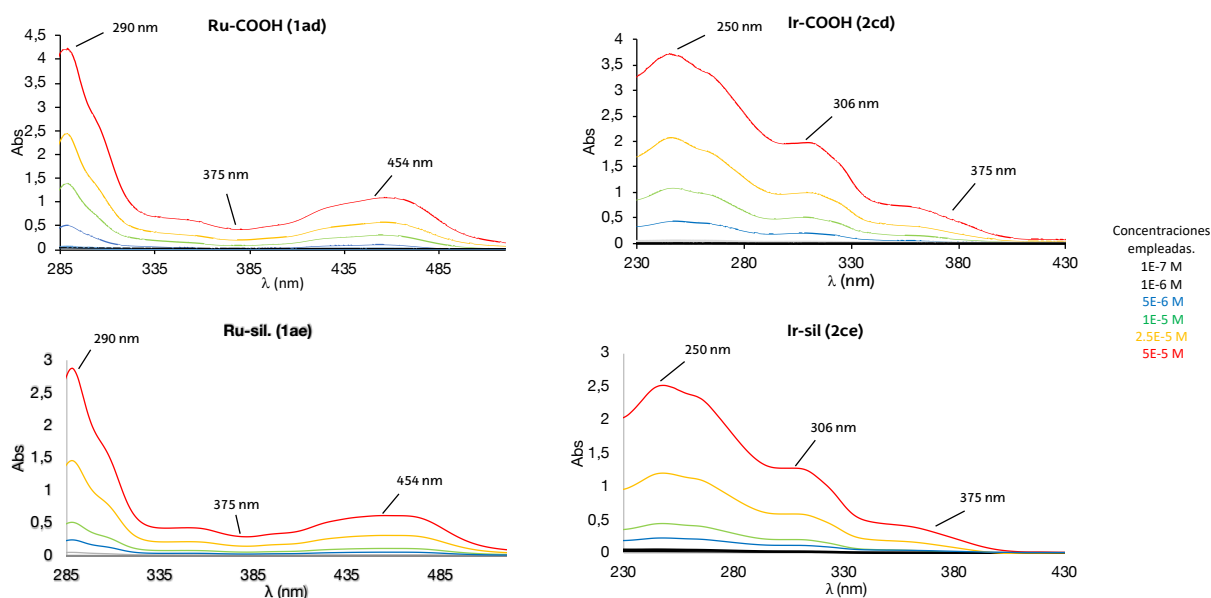 Ru-COOH (1ad)
290 nm
375 nm
454 nm
Abs
4,5
4
3,5
3
2,5
2
1,5
1
0,5
0
285 335 385 435 485
λ (nm)
Ir-COOH (2cd)
250 nm
306 nm
375 nm
Abs
4
3,5
3
2,5
2
1,5
1
0,5
0
230 280 330 380 430
λ (nm)
Concentraciones
empleadas.
1E-7 M
1E-6 M
5E-6 M
1E-5 M
2.5E-5 M
5E-5 M
Ru-sil. (1ae)
290 nm
375 nm
454 nm
Abs
3
2,5
2
1,5
1
0,5
0
285 335 385 435 485
λ (nm)
Ir-sil (2ce)
250 nm
306 nm
375 nm
Abs
3
2,5
2
1,5
1
0,5
0
230 280 330 380 430
λ (nm)